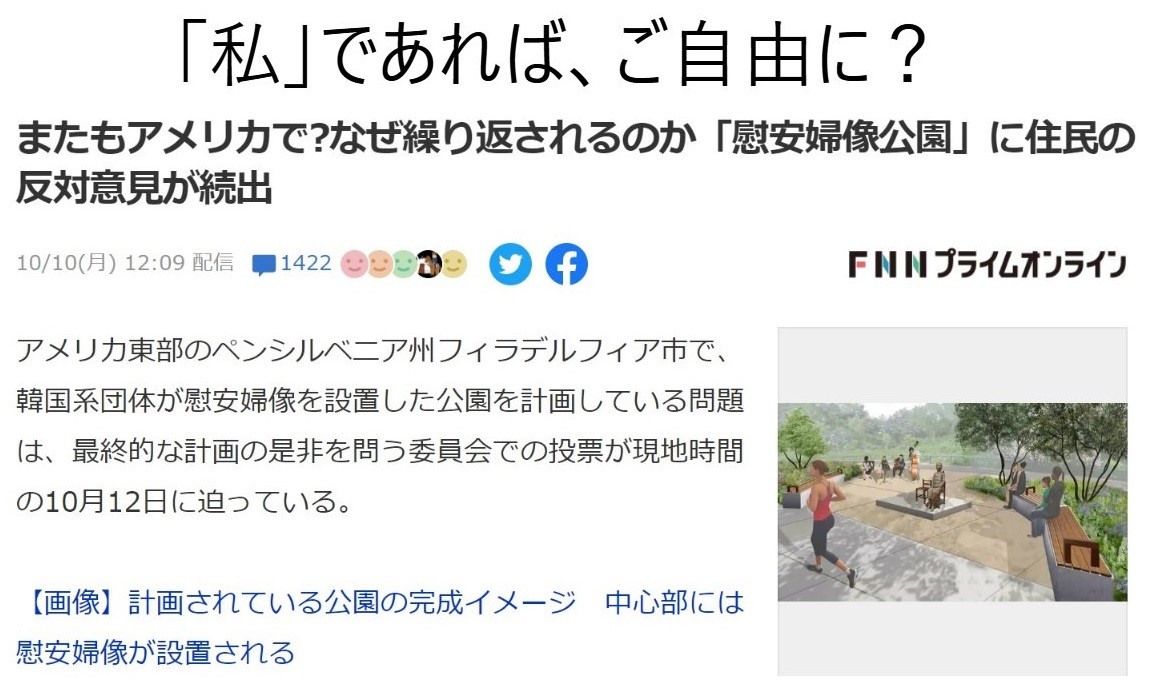 「私」であれば、ご自由に？
またもアメリカで?なぜ繰り返されるのか「慰安婦像公園」に住民の
反対意見が続出
10/10(月) 12:09 配信 1422
FNNプライムオンライン
アメリカ東部のペンシルベニア州フィラデルフィア市で、
韓国系団体が慰安婦像を設置した公園を計画している問題
は、最終的な計画の是非を問う委員会での投票が現地時間
の10月12日に迫っている。
【画像】計画されている公園の完成イメージ　中心部には
慰安婦像が設置される